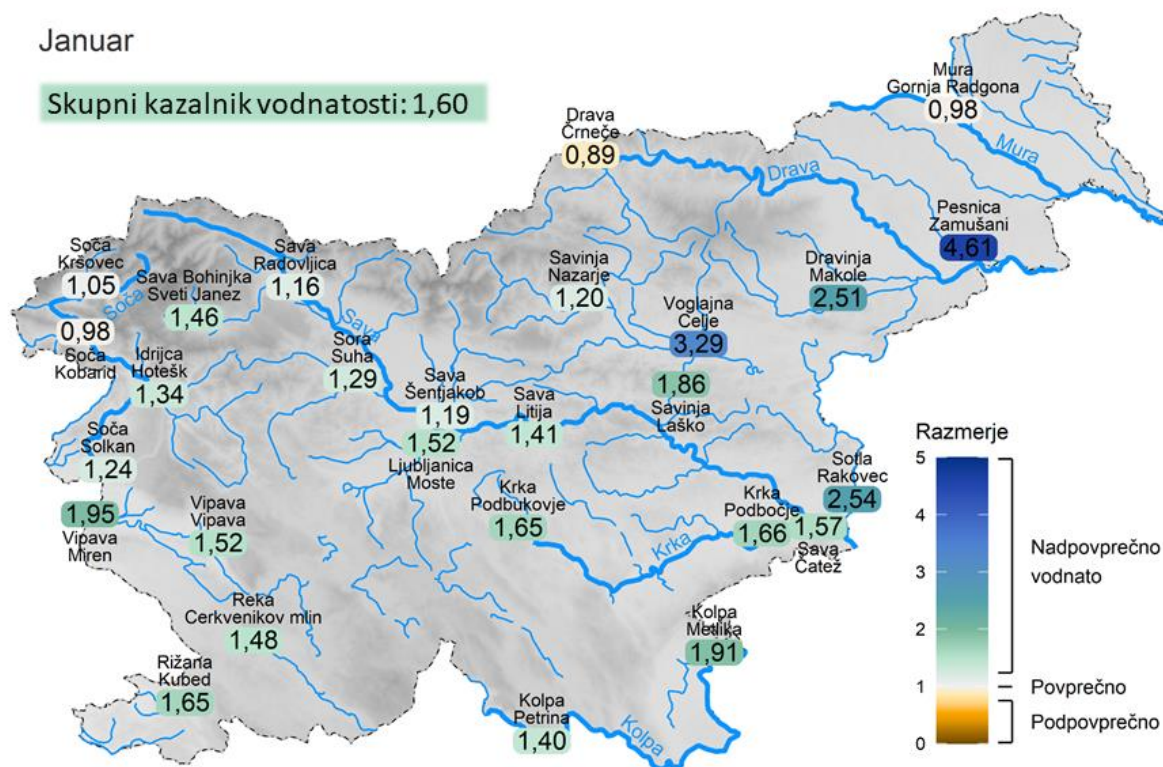 Januar
Skupni kazalnik vodnatosti: 1,60
Mura
Gornja Radgona
0,98
Mura
Drava
Črneče
0,89
Drava
Pesnica
Zamušani
4,61
Dravinja
Makole
2,51
Soča
Kršovec
1,05
Sava Bohinjka
Sveti Janez
1,46
Sava
Radovljica
1,16
Savinja
Nazarje
1,20
Voglajna
Celje
3,29
Soča
0,98
Soča
Kobarid
Idrijca
Hotešk
1,34
Sava
Sora
Suha
1,29
Sava
Šentjakob
1,19
Sava
Litija
1,41
1,86
Savinja
Laško
1,52
Ljubljanica
Moste
Soča
Solkan
1,24
1,95
Vipava
Miren
Vipava
Vipava
1,52
Krka
Podbukovje
1,65
Krka
Krka
Podbočje
1,66
1,57
Sava
Čatež
Sotla
Rakovec
2,54
Reka
Cerkvenikov mlin
1,48
Rižana
Kubed
1,65
Kolpa
Petrina
1,40
Kolpa
Kolpa
Metlika
1,91
Razmerje
5
4
3
2
1
0
Nadpovprečno
vodnato
Povprečno
Podpovprečno